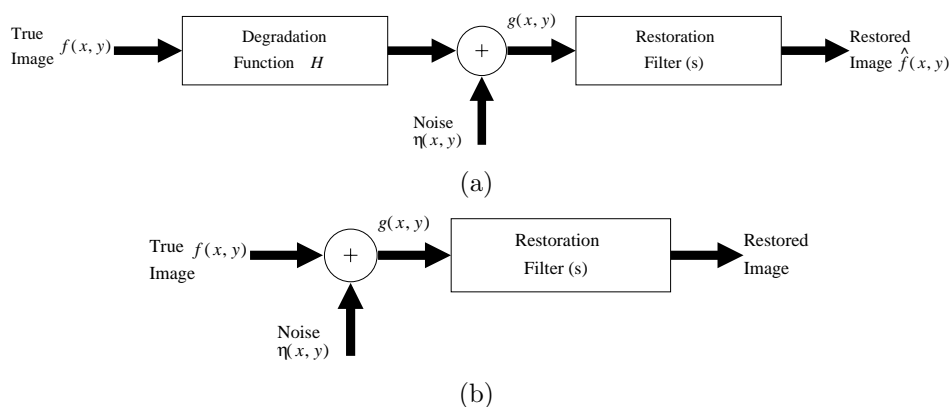 True
Image f(x, y)
Degradation
Function H
+
g(x, y)
Noise
η(x, y)
Restoration
Filter (s)
Restored
Image f̂(x, y)
(a)
True f(x, y)
Image
+
g(x, y)
Noise
η(x, y)
Restoration
Filter (s)
Restored
Image
(b)